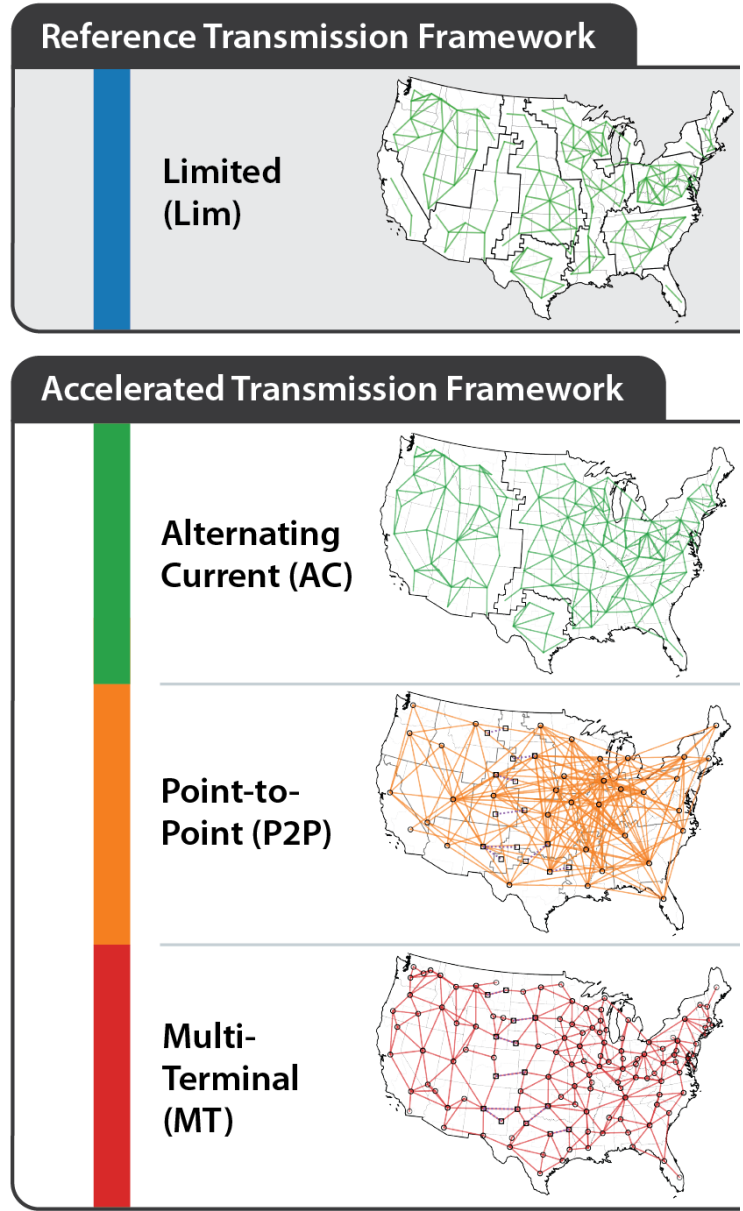 Reference Transmission Framework
Limited
(Lim)
Accelerated Transmission Framework
Alternating
Current (AC)
Point-to-
Point (P2P)
Multi-
Terminal
(MT)